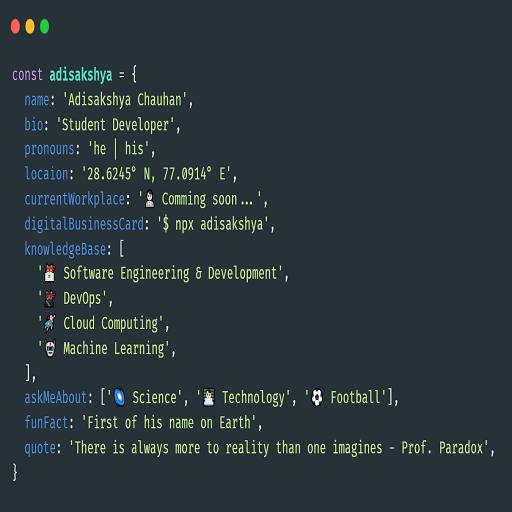 const adisakshya = {
  name: 'Adisakshya Chauhan',
  bio: 'Student Developer',
  pronouns: 'he | his',
  locaion: '28.6245° N, 77.0914° E',
  currentWorkplace: '👨🏻‍💻 Comming soon...',
  digitalBusinessCard: '$ npx adisakshya',
  knowledgeBase: [
    ' Software Engineering & Development',
    ' DevOps',
    ' Cloud Computing',
    ' Machine Learning',
  ],
  askMeAbout: [' Science', ' Technology', '⚽ Football'],
  funFact: 'First of his name on Earth',
  quote: 'There is always more to reality than one imagines - Prof. Paradox',
}